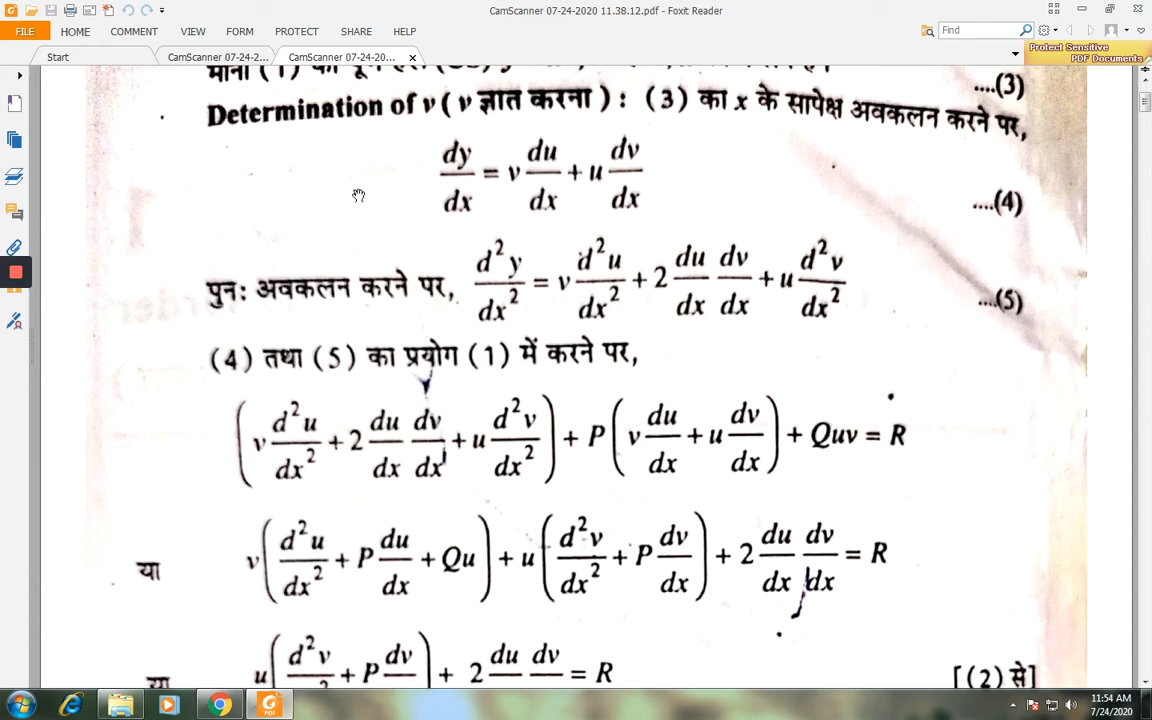 CamScanner 07-24-2020 11.38.12.pdf - Foxit Reader
FILE HOME COMMENT VIEW FORM PROTECT SHARE HELP
Find
Start CamScanner 07-24-2... CamScanner 07-24-20...
Protect Sensitive
PDF Documents
....(3)
Determination of v ( v ज्ञात करना ) : (3) का x के सापेक्ष अवकलन करने पर,
dy/dx = v du/dx + u dv/dx ....(4)
पुनः अवकलन करने पर, d²y/dx² = v d²u/dx² + 2 du/dx dv/dx + u d²v/dx² ....(5)
(4) तथा (5) का प्रयोग (1) में करने पर,
(v d²u/dx² + 2 du/dx dv/dx + u d²v/dx²) + P (v du/dx + u dv/dx) + Quv = R
या v (d²u/dx² + P du/dx + Qu) + u (d²v/dx² + P dv/dx) + 2 du/dx dv/dx = R
या u (d²v/dx² + P dv/dx) + 2 du/dx dv/dx = R [(2) से]
11:54 AM
7/24/2020